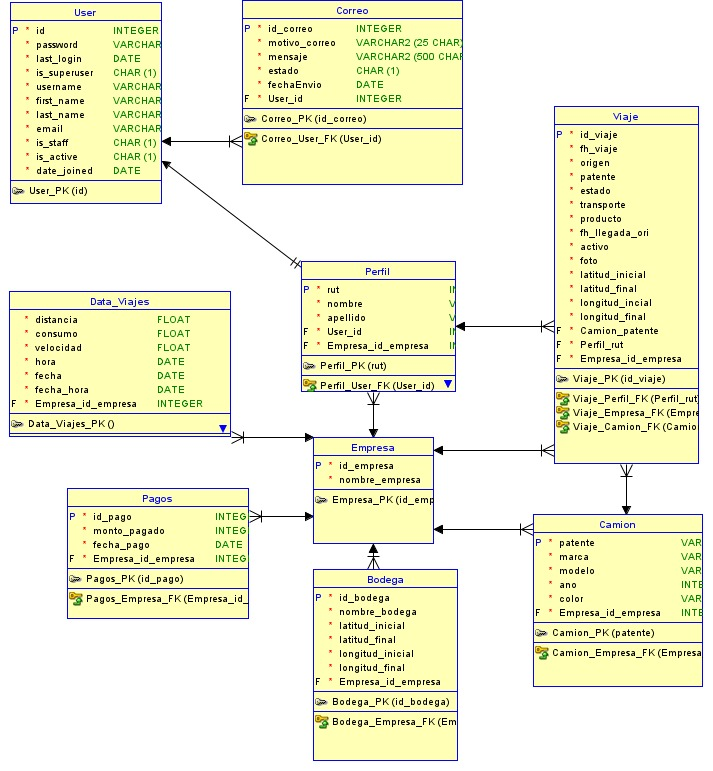 User
P * id INTEGER
* password VARCHAR
* last_login DATE
* is_superuser CHAR (1)
* username VARCHAR
* first_name VARCHAR
* last_name VARCHAR
* email VARCHAR
* is_staff CHAR (1)
* is_active CHAR (1)
* date_joined DATE
User_PK (id)
Correo
P * id_correo INTEGER
* motivo_correo VARCHAR2 (25 CHAR)
* mensaje VARCHAR2 (500 CHAR
* estado CHAR (1)
* fechaEnvio DATE
F * User_id INTEGER
Correo_PK (id_correo)
Correo_User_FK (User_id)
Viaje
P * id_viaje
* fh_viaje
* origen
* patente
* estado
* transporte
* producto
* fh_llegada_ori
* activo
* foto
* latitud_inicial
* latitud_final
* longitud_incial
* longitud_final
F * Camion_patente
F * Perfil_rut
F * Empresa_id_empresa
Viaje_PK (id_viaje)
Viaje_Perfil_FK (Perfil_rut
Viaje_Empresa_FK (Empre
Viaje_Camion_FK (Camio
Perfil
P * rut IN
* nombre V
* apellido V
F * User_id IN
F * Empresa_id_empresa IN
Perfil_PK (rut)
Perfil_User_FK (User_id)
Data_Viajes
* distancia FLOAT
* consumo FLOAT
* velocidad FLOAT
* hora DATE
* fecha DATE
* fecha_hora DATE
F * Empresa_id_empresa INTEGER
Data_Viajes_PK ()
Empresa
P * id_empresa
* nombre_empresa
Empresa_PK (id_emp
Pagos
P * id_pago INTEG
* monto_pagado INTEG
* fecha_pago DATE
F * Empresa_id_empresa INTEG
Pagos_PK (id_pago)
Pagos_Empresa_FK (Empresa_id_
Camion
P * patente VAR
* marca VAR
* modelo VAR
* ano INTE
* color VAR
F * Empresa_id_empresa INTE
Camion_PK (patente)
Camion_Empresa_FK (Empresa
Bodega
P * id_bodega
* nombre_bodega
* latitud_inicial
* latitud_final
* longitud_inicial
* longitud_final
F * Empresa_id_empresa
Bodega_PK (id_bodega)
Bodega_Empresa_FK (Em